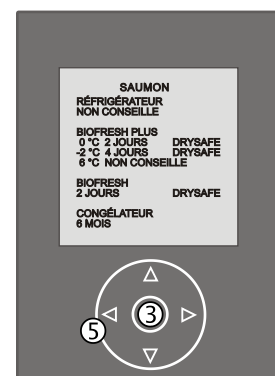 SAUMON
RÉFRIGÉRATEUR
NON CONSEILLE
BIOFRESH PLUS
0 °C 2 JOURS DRYSAFE
-2 °C 4 JOURS DRYSAFE
6 °C NON CONSEILLE
BIOFRESH
2 JOURS DRYSAFE
CONGÉLATEUR
6 MOIS
3
5